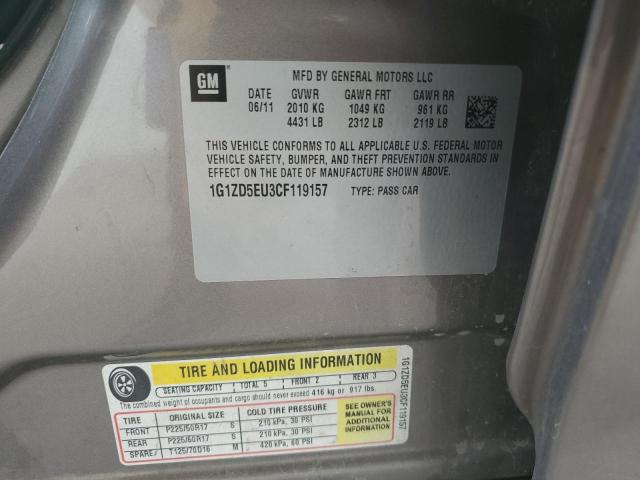 GM
MFD BY GENERAL MOTORS LLC
DATE GVWR GAWR FRT GAWR RR
06/11 2010 KG 1049 KG 961 KG
4431 LB 2312 LB 2119 LB
THIS VEHICLE CONFORMS TO ALL APPLICABLE U.S. FEDERAL MOTOR
VEHICLE SAFETY, BUMPER, AND THEFT PREVENTION STANDARDS IN
EFFECT ON THE DATE OF MANUFACTURE SHOWN ABOVE.
1G1ZD5EU3CF119157 TYPE: PASS CAR
TIRE AND LOADING INFORMATION
SEATING CAPACITY TOTAL 5 FRONT 2 REAR 3
The combined weight of occupants and cargo should never exceed 416 kg or 917 lbs.
TIRE ORIGINAL SIZE COLD TIRE PRESSURE
FRONT P225/50R17 S 210 kPa, 30 PSI
REAR P225/50R17 S 210 kPa, 30 PSI
SPARE T125/70D16 M 420 kPa, 60 PSI
SEE OWNER'S
MANUAL FOR
ADDITIONAL
INFORMATION
1G1ZD5EU3CF119157